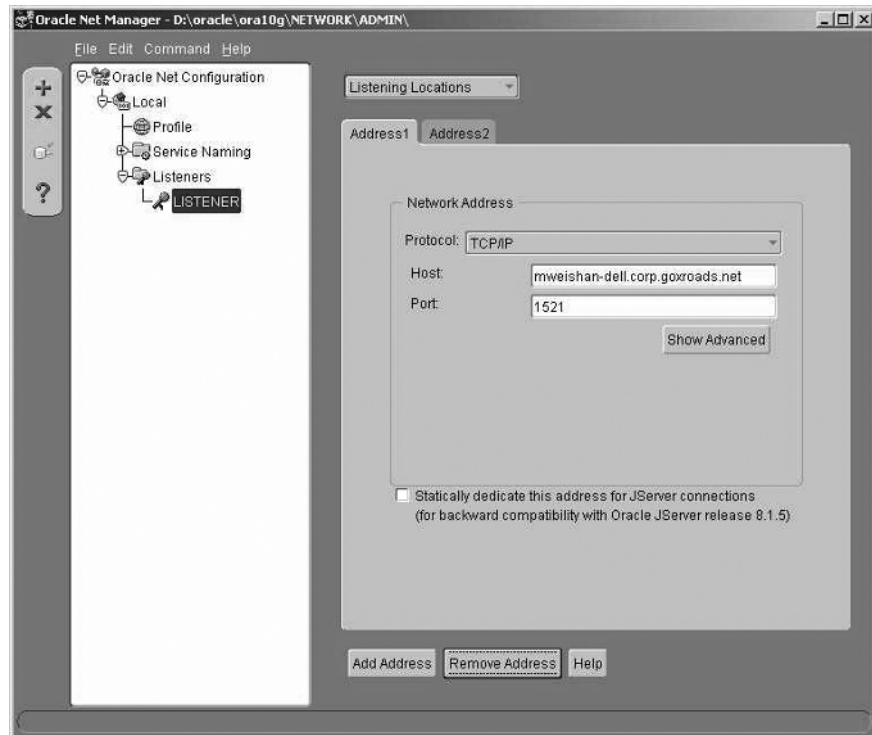 Oracle Net Manager - D:\oracle\ora10g\NETWORK\ADMIN\
File Edit Command Help
Oracle Net Configuration
Local
Profile
Service Naming
Listeners
LISTENER
Listening Locations
Address1 Address2
Network Address
Protocol: TCP/IP
Host: mweishan-dell.corp.goxroads.net
Port: 1521
Show Advanced
Statically dedicate this address for JServer connections
(for backward compatibility with Oracle JServer release 8.1.5)
Add Address Remove Address Help